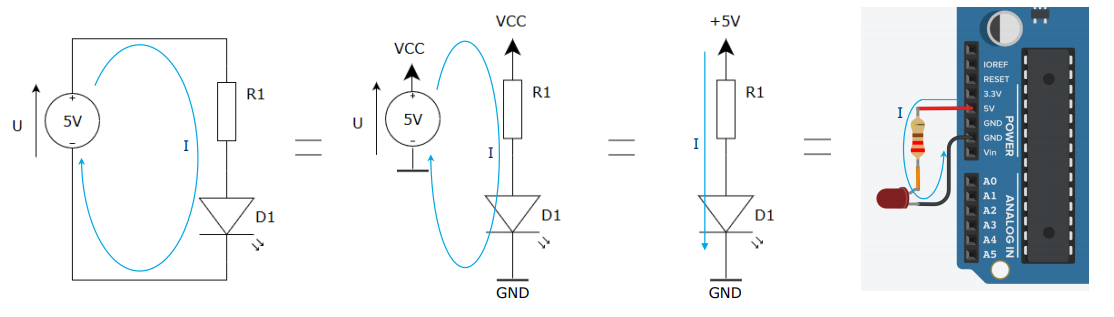 U
5V
+
−
I
R1
D1
=
VCC
U
5V
+
−
I
VCC
R1
D1
GND
=
+5V
I
R1
D1
GND
=
I
IOREF
RESET
3.3V
5V
GND
GND
Vin
POWER
A0
A1
A2
A3
A4
A5
ANALOG IN